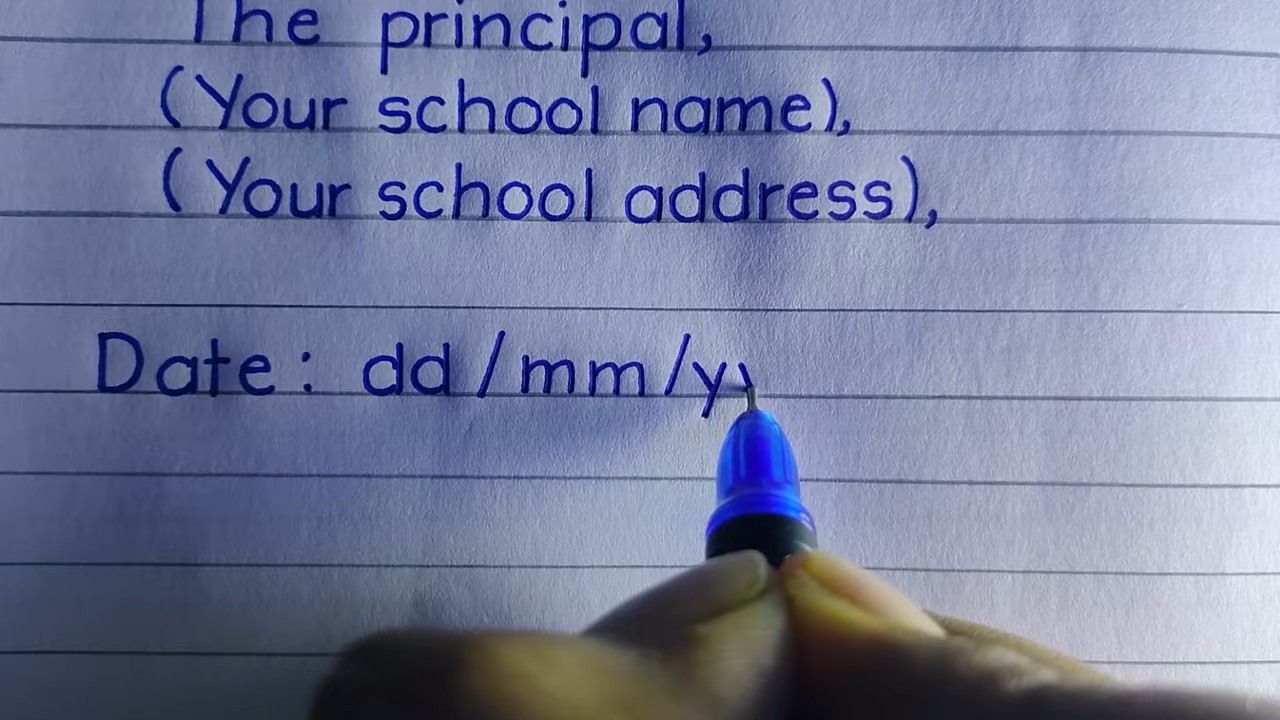 The principal,
(Your school name),
(Your school address),
Date: dd/mm/y